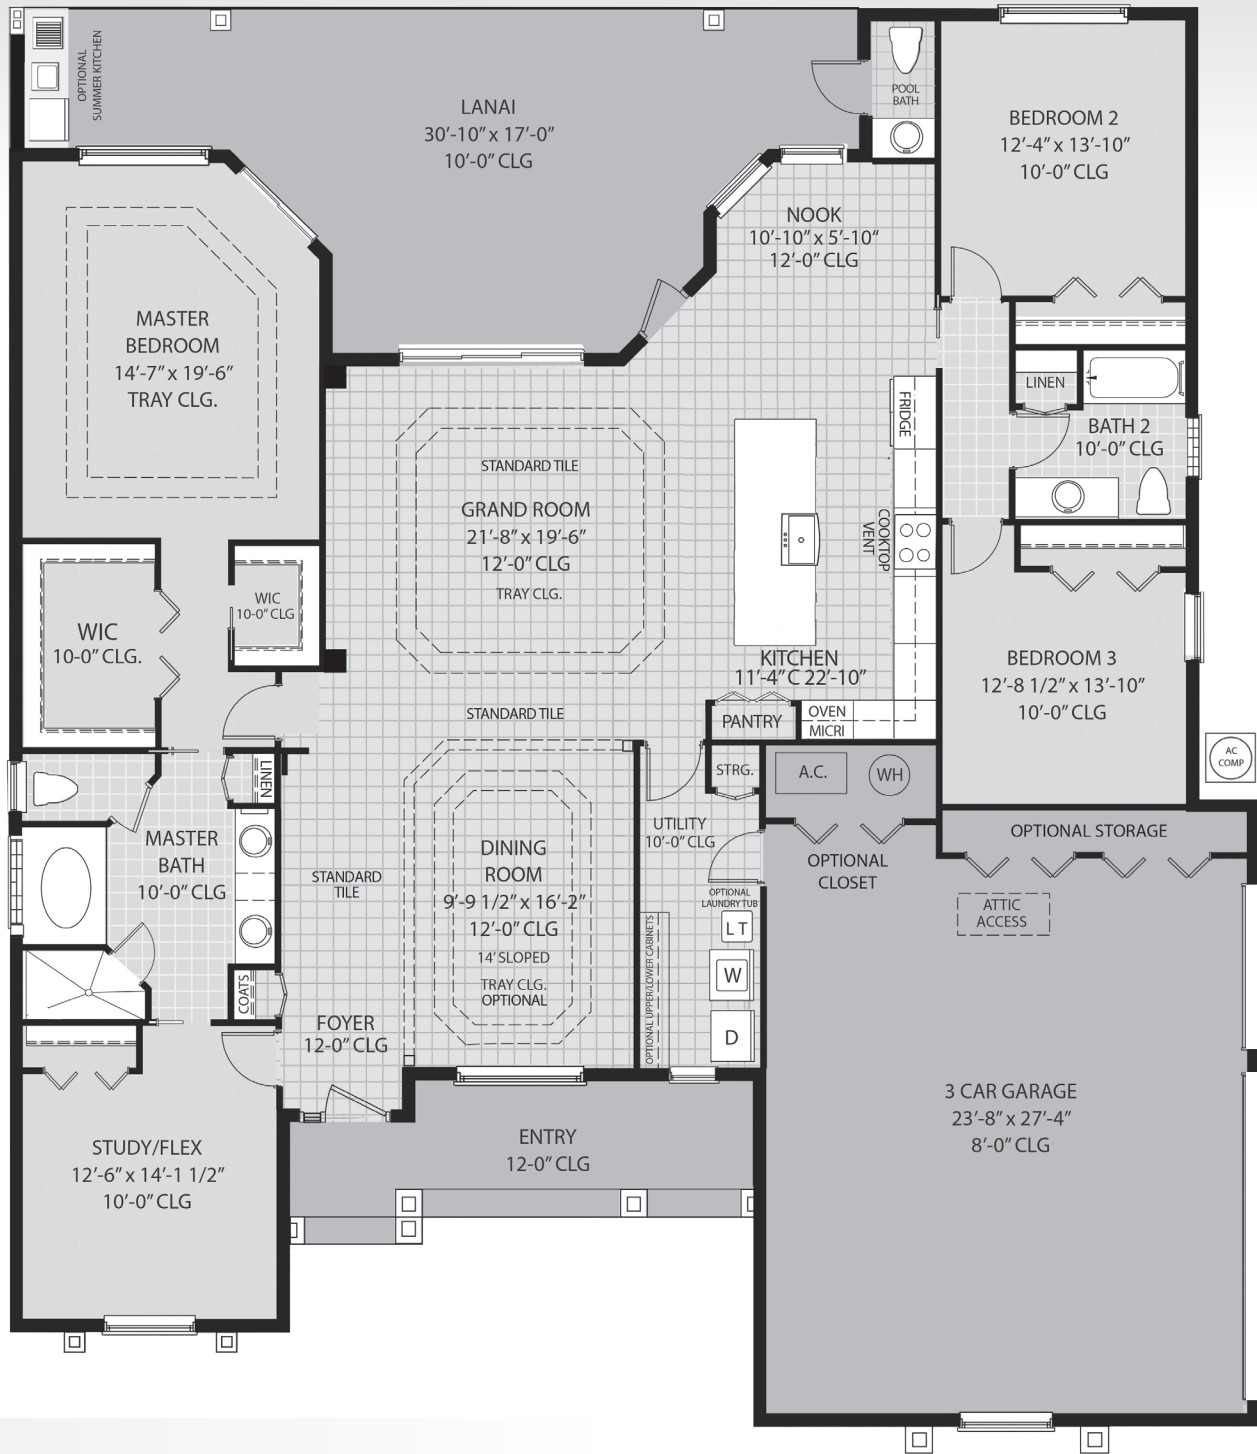 OPTIONAL
SUMMER KITCHEN
LANAI
30'-10" x 17'-0"
10'-0" CLG
POOL
BATH
BEDROOM 2
12'-4" x 13'-10"
10'-0" CLG
NOOK
10'-10" x 5'-10"
12'-0" CLG
MASTER
BEDROOM
14'-7" x 19'-6"
TRAY CLG.
LINEN
BATH 2
10'-0" CLG
FRIDGE
STANDARD TILE
GRAND ROOM
21'-8" x 19'-6"
12'-0" CLG
TRAY CLG.
COOKTOP
VENT
WIC
10-0" CLG.
WIC
10-0" CLG
KITCHEN
11'-4" C 22'-10"
BEDROOM 3
12'-8 1/2" x 13'-10"
10'-0" CLG
STANDARD TILE
PANTRY
OVEN
MICRI
AC
COMP
LINEN
STRG.
A.C.
WH
MASTER
BATH
10'-0" CLG
STANDARD
TILE
DINING
ROOM
9'-9 1/2" x 16'-2"
12'-0" CLG
14' SLOPED
TRAY CLG.
OPTIONAL
UTILITY
10'-0" CLG
OPTIONAL
CLOSET
OPTIONAL STORAGE
ATTIC
ACCESS
OPTIONAL
LAUNDRY TUB
LT
W
D
OPTIONAL UPPER/LOWER CABINETS
COATS
FOYER
12-0" CLG
3 CAR GARAGE
23'-8" x 27'-4"
8'-0" CLG
STUDY/FLEX
12'-6" x 14'-1 1/2"
10'-0" CLG
ENTRY
12-0" CLG